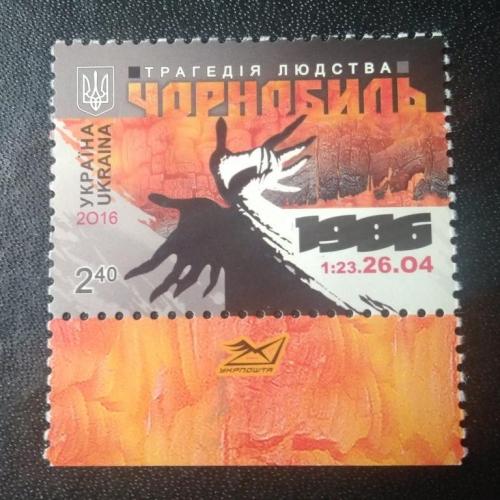 ТРАГЕДІЯ ЛЮДСТВА
ЧОРНОБИЛЬ
УКРАЇНА
UKRAINA
2016
1986
1:23.26.04
2.40
УКРПОШТА